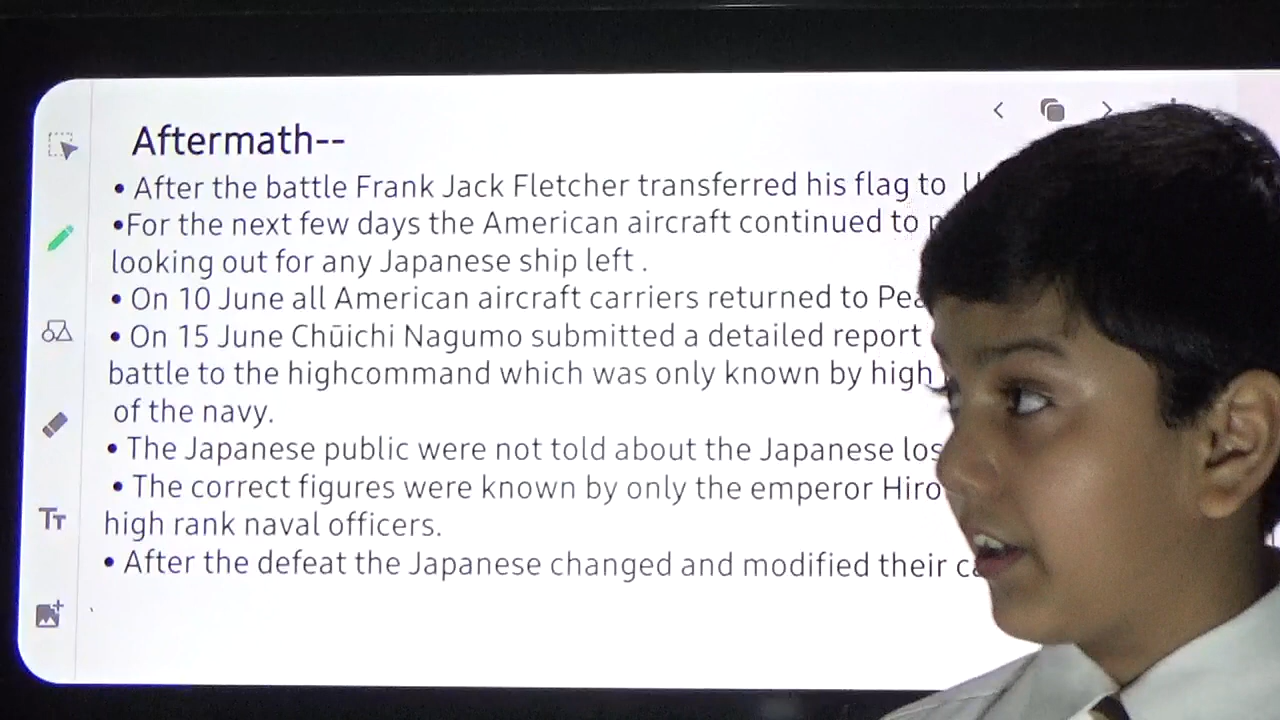 Aftermath--
• After the battle Frank Jack Fletcher transferred his flag to
•For the next few days the American aircraft continued to
looking out for any Japanese ship left .
• On 10 June all American aircraft carriers returned to
• On 15 June Chūichi Nagumo submitted a detailed report
battle to the highcommand which was only known by high
of the navy.
• The Japanese public were not told about the Japanese
• The correct figures were known by only the emperor
high rank naval officers.
• After the defeat the Japanese changed and modified their
TT